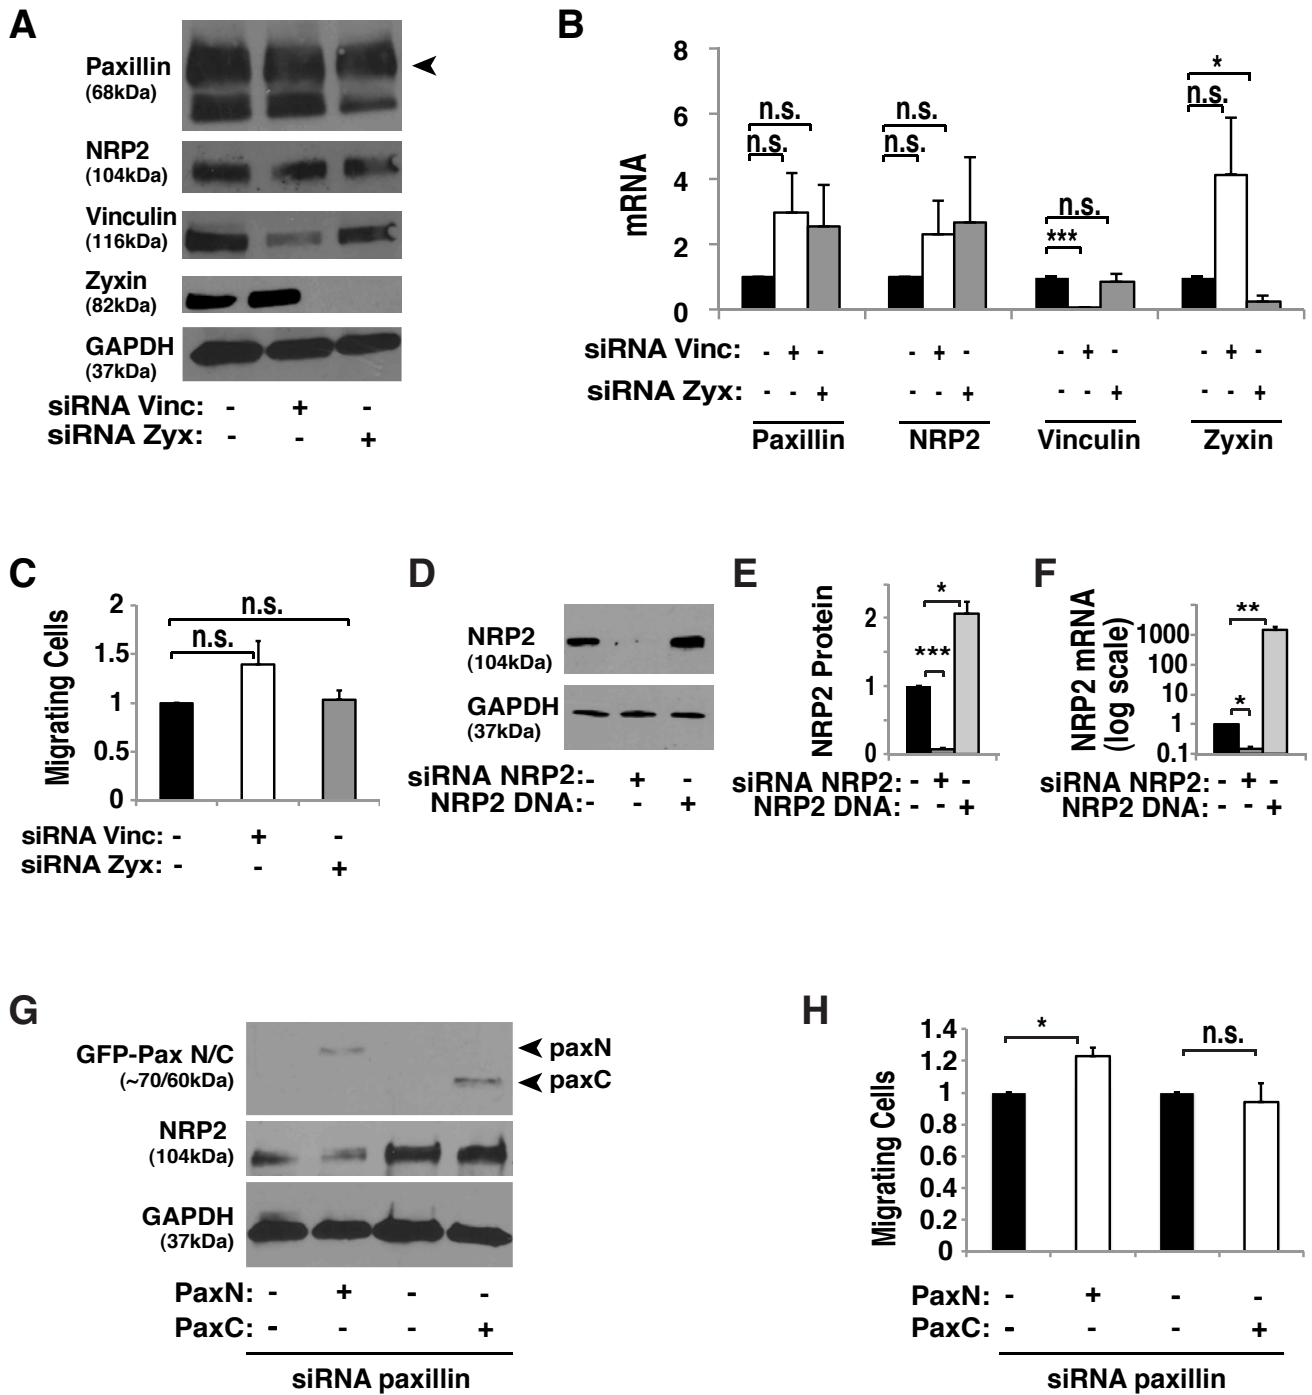 A
Paxillin
(68kDa)
NRP2
(104kDa)
Vinculin
(116kDa)
Zyxin
(82kDa)
GAPDH
(37kDa)
siRNA Vinc: - + -
siRNA Zyx: - - +
B
mRNA
8
6
4
2
0
n.s.
n.s.
n.s.
n.s.
n.s.
***
*
n.s.
siRNA Vinc: - + - - + - - + - - + -
siRNA Zyx: - - + - - + - - + - - +
Paxillin NRP2 Vinculin Zyxin
C
Migrating Cells
2
1.5
1
0.5
0
n.s.
n.s.
siRNA Vinc: - + -
siRNA Zyx: - - +
D
NRP2
(104kDa)
GAPDH
(37kDa)
siRNA NRP2:- + -
NRP2 DNA:- - +
E
NRP2 Protein
2
1
0
*
***
siRNA NRP2:- + -
NRP2 DNA:- - +
F
NRP2 mRNA
(log scale)
1000
100
10
1
0.1
**
*
siRNA NRP2: - + -
NRP2 DNA: - - +
G
GFP-Pax N/C
(~70/60kDa)
paxN
paxC
NRP2
(104kDa)
GAPDH
(37kDa)
PaxN: - + - -
PaxC: - - - +
siRNA paxillin
H
Migrating Cells
1.4
1.2
1
0.8
0.6
0.4
0.2
0
*
n.s.
PaxN: - + - -
PaxC: - - - +
siRNA paxillin